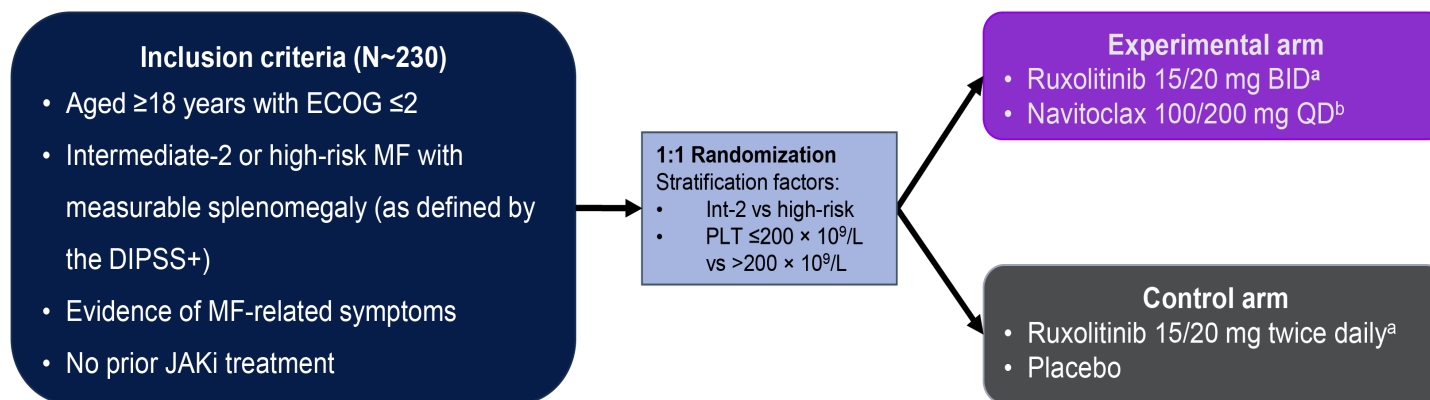 Inclusion criteria (N~230)
• Aged ≥18 years with ECOG ≤2
• Intermediate-2 or high-risk MF with
measurable splenomegaly (as defined by
the DIPSS+)
• Evidence of MF-related symptoms
• No prior JAKi treatment
1:1 Randomization
Stratification factors:
• Int-2 vs high-risk
• PLT ≤200 × 10⁹/L
vs >200 × 10⁹/L
Experimental arm
• Ruxolitinib 15/20 mg BIDᵃ
• Navitoclax 100/200 mg QDᵇ
Control arm
• Ruxolitinib 15/20 mg twice dailyᵃ
• Placebo